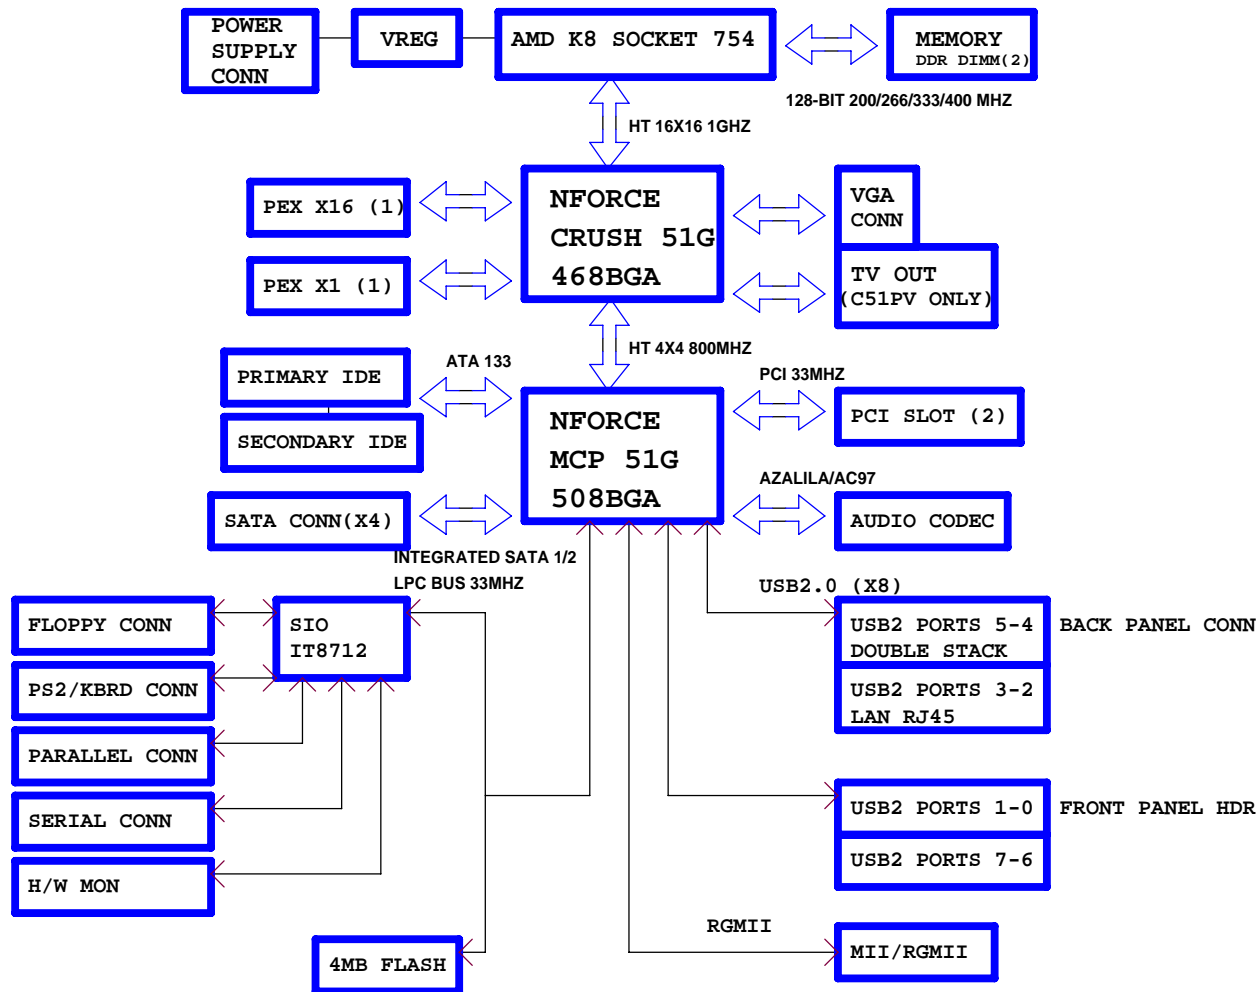 POWER
SUPPLY
CONN
VREG
AMD K8 SOCKET 754
MEMORY
DDR DIMM(2)
128-BIT 200/266/333/400 MHZ
HT 16X16 1GHZ
PEX X16 (1)
PEX X1 (1)
NFORCE
CRUSH 51G
468BGA
VGA
CONN
TV OUT
(C51PV ONLY)
HT 4X4 800MHZ
PRIMARY IDE
SECONDARY IDE
ATA 133
NFORCE
MCP 51G
508BGA
PCI 33MHZ
PCI SLOT (2)
SATA CONN(X4)
INTEGRATED SATA 1/2
AZALILA/AC97
AUDIO CODEC
LPC BUS 33MHZ
USB2.0 (X8)
FLOPPY CONN
SIO
IT8712
USB2 PORTS 5-4
DOUBLE STACK
BACK PANEL CONN
PS2/KBRD CONN
USB2 PORTS 3-2
LAN RJ45
PARALLEL CONN
SERIAL CONN
USB2 PORTS 1-0
FRONT PANEL HDR
H/W MON
USB2 PORTS 7-6
RGMII
4MB FLASH
MII/RGMII